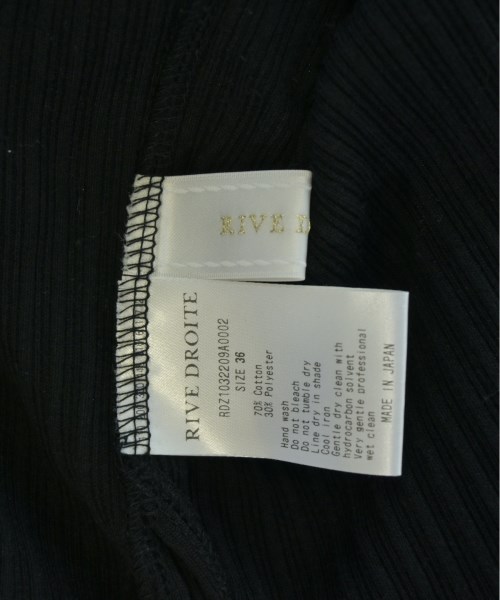 RIVE D
RIVE DROITE
RDZ1032209A0002
SIZE 36
70% Cotton
30% Polyester
Hand wash
Do not bleach
Do not tumble dry
Line dry in shade
Cool iron
Gentle dry clean with
hydrocarbon solvent
Very gentle professional
wet clean
MADE IN JAPAN